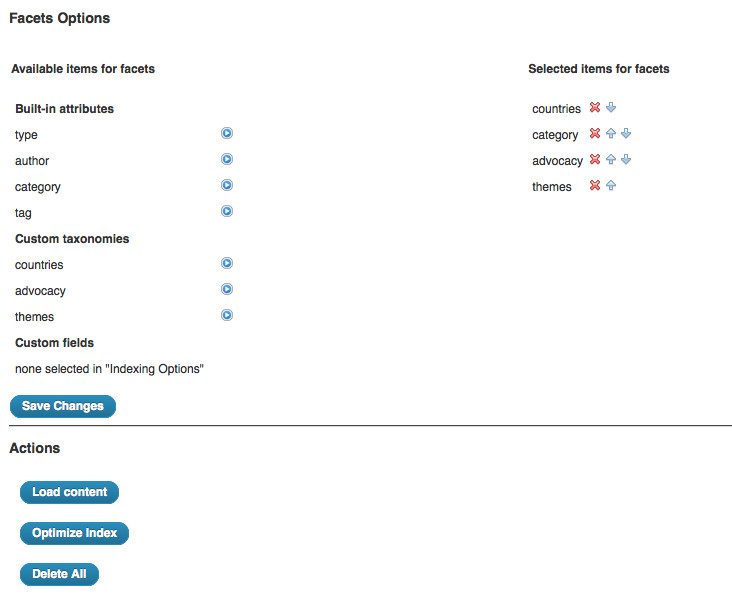 Facets Options
Available items for facets
Selected items for facets
Built-in attributes
countries
type
category
author
advocacy
category
themes
tag
Custom taxonomies
countries
advocacy
themes
Custom fields
none selected in "Indexing Options"
Save Changes
Actions
Load content
Optimize Index
Delete All